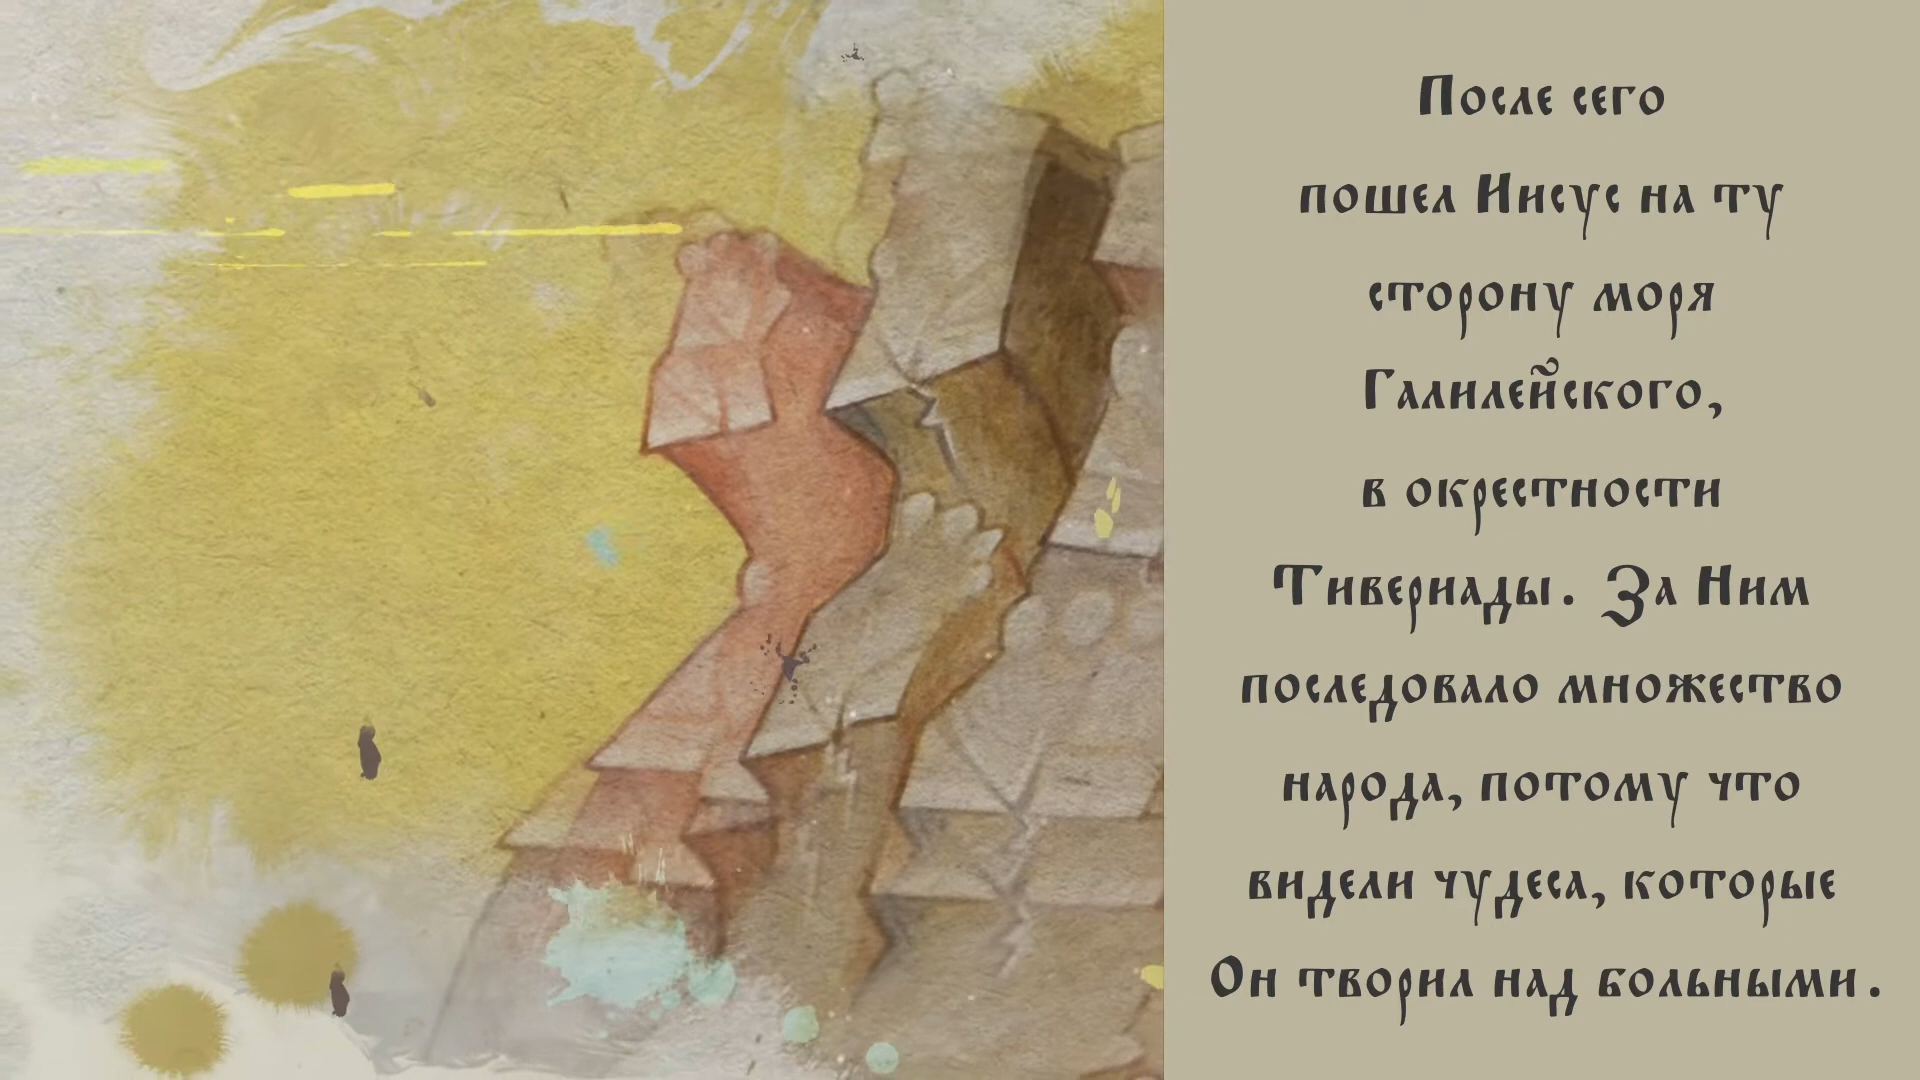 После сего
пошел Иисус на ту
сторону моря
Галилейского,
в окрестности
Тивериады. За Ним
последовало множество
народа, потому что
видели чудеса, которые
Он творил над больными.